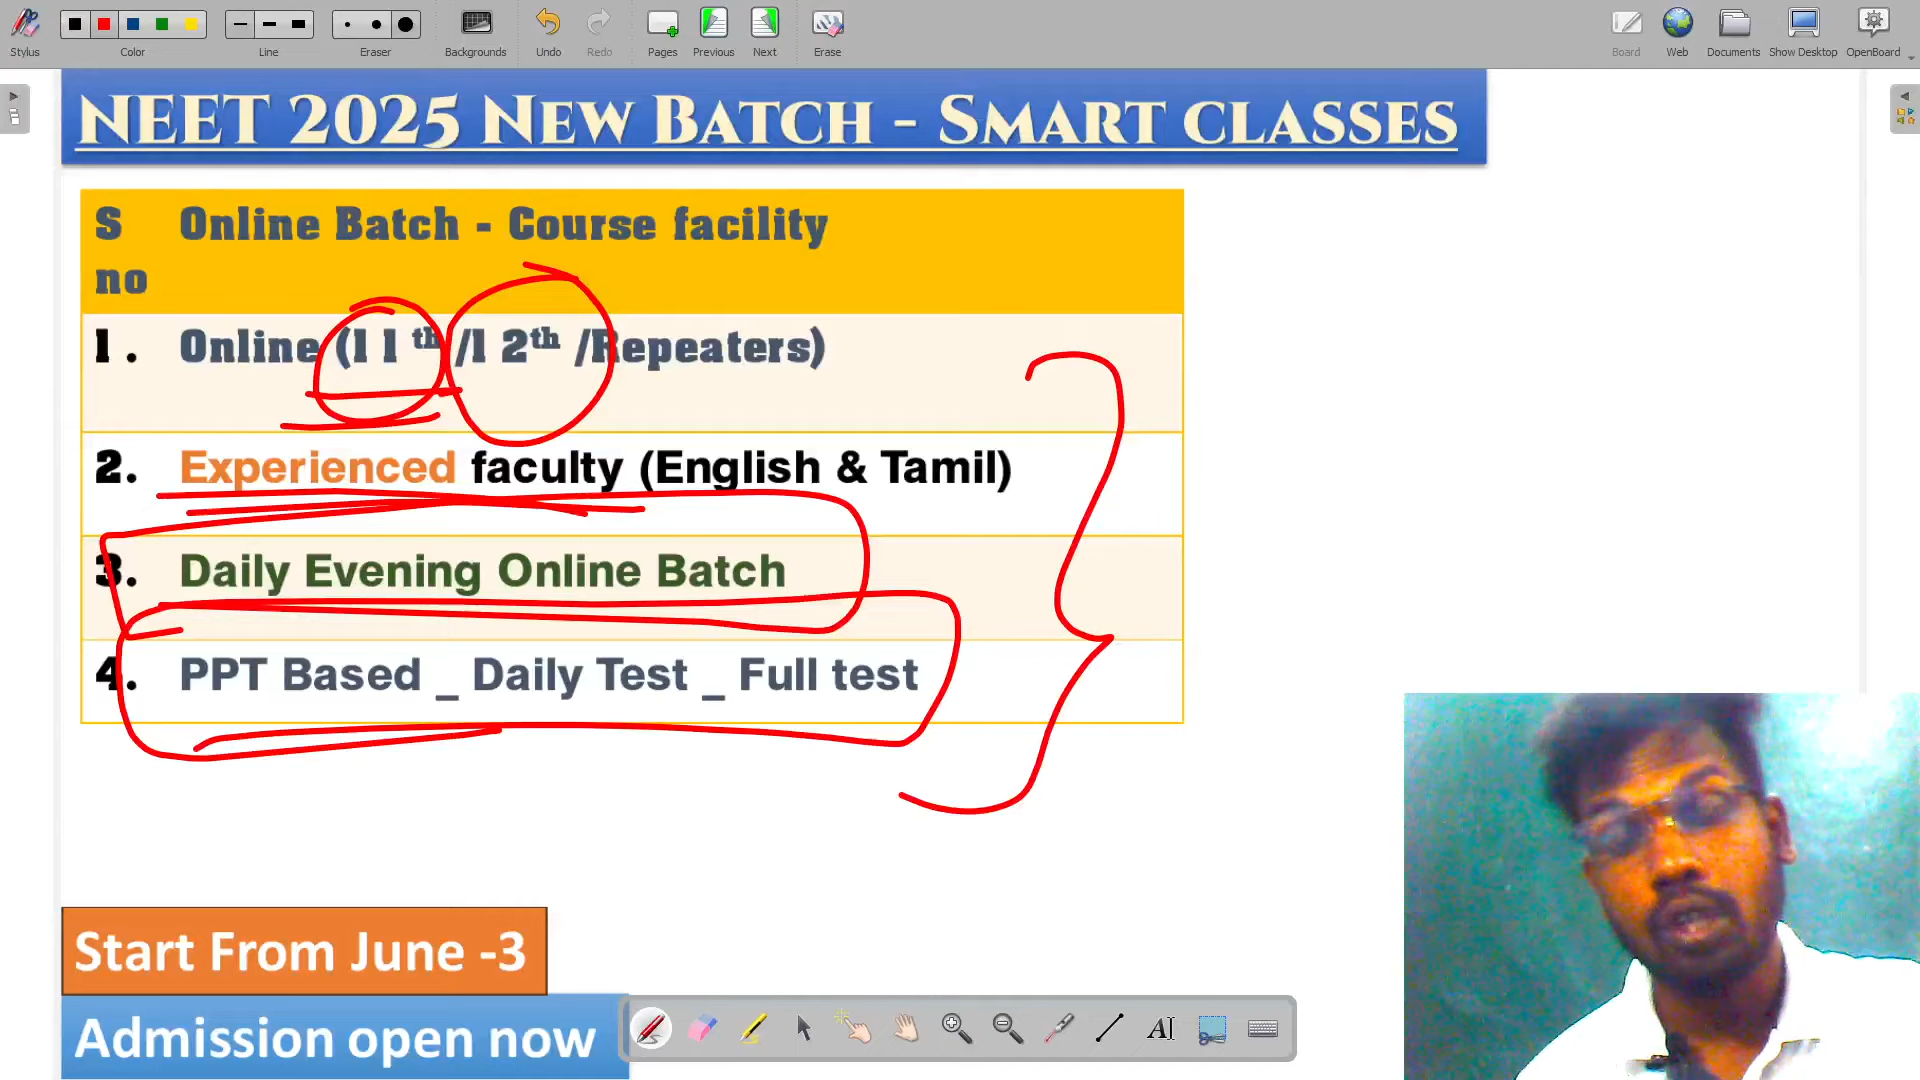 Stylus
Color
Line
Eraser
Backgrounds
Undo
Redo
Pages
Previous
Next
Erase
Board
Web
Documents
Show Desktop
OpenBoard
NEET 2025 NEW BATCH - SMART CLASSES
S no Online Batch - Course facility
1. Online (11th /12th /Repeaters)
2. Experienced faculty (English & Tamil)
3. Daily Evening Online Batch
4. PPT Based _ Daily Test _ Full test
Start From June -3
Admission open now